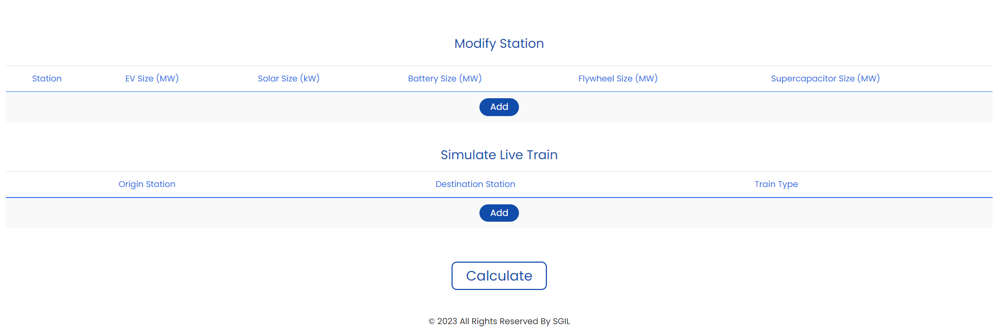 Modify Station
Station EV Size (MW) Solar Size (kW) Battery Size (MW) Flywheel Size (MW) Supercapacitor Size (MW)
Add
Simulate Live Train
Origin Station Destination Station Train Type
Add
Calculate
© 2023 All Rights Reserved By SGIL